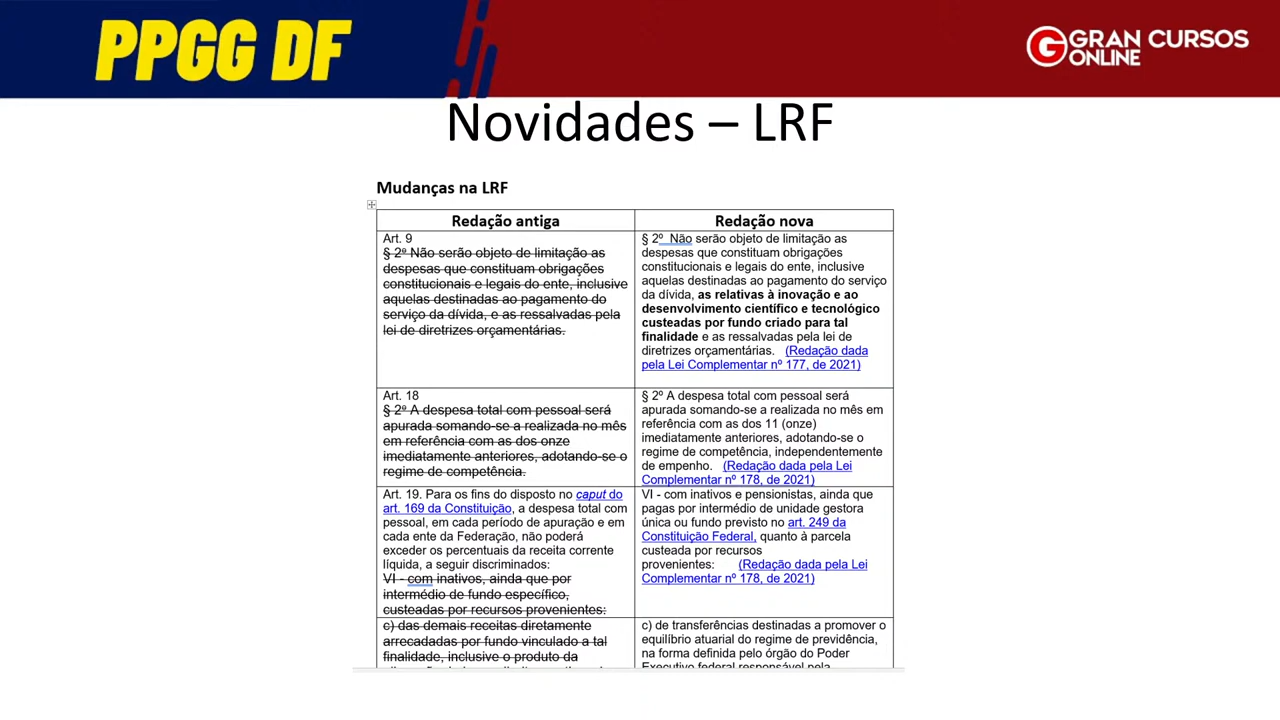 PPGG DF
GRAN CURSOS
ONLINE
Novidades – LRF
Mudanças na LRF
Redação antiga
Redação nova
Art. 9
§ 2º Não serão objeto de limitação as
despesas que constituam obrigações
constitucionais e legais do ente, inclusive
aquelas destinadas ao pagamento do
serviço da dívida, e as ressalvadas pela
lei de diretrizes orçamentárias.
§ 2º Não serão objeto de limitação as
despesas que constituam obrigações
constitucionais e legais do ente, inclusive
aquelas destinadas ao pagamento do serviço
da dívida, as relativas à inovação e ao
desenvolvimento científico e tecnológico
custeadas por fundo criado para tal
finalidade e as ressalvadas pela lei de
diretrizes orçamentárias. (Redação dada
pela Lei Complementar nº 177, de 2021)
Art. 18
§ 2º A despesa total com pessoal será
apurada somando-se a realizada no mês
em referência com as dos onze
imediatamente anteriores, adotando-se o
regime de competência.
§ 2º A despesa total com pessoal será
apurada somando-se a realizada no mês em
referência com as dos 11 (onze)
imediatamente anteriores, adotando-se o
regime de competência, independentemente
de empenho. (Redação dada pela Lei
Complementar nº 178, de 2021)
Art. 19. Para os fins do disposto no caput do
art. 169 da Constituição, a despesa total com
pessoal, em cada período de apuração e em
cada ente da Federação, não poderá
exceder os percentuais da receita corrente
líquida, a seguir discriminados:
VI - com inativos, ainda que por
intermédio de fundo específico,
custeadas por recursos provenientes:
VI - com inativos e pensionistas, ainda que
pagas por intermédio de unidade gestora
única ou fundo previsto no art. 249 da
Constituição Federal, quanto à parcela
custeada por recursos
provenientes: (Redação dada pela Lei
Complementar nº 178, de 2021)
c) das demais receitas diretamente
arrecadadas por fundo vinculado a tal
finalidade, inclusive o produto da
c) de transferências destinadas a promover o
equilíbrio atuarial do regime de previdência,
na forma definida pelo órgão do Poder
Executivo federal responsável pela